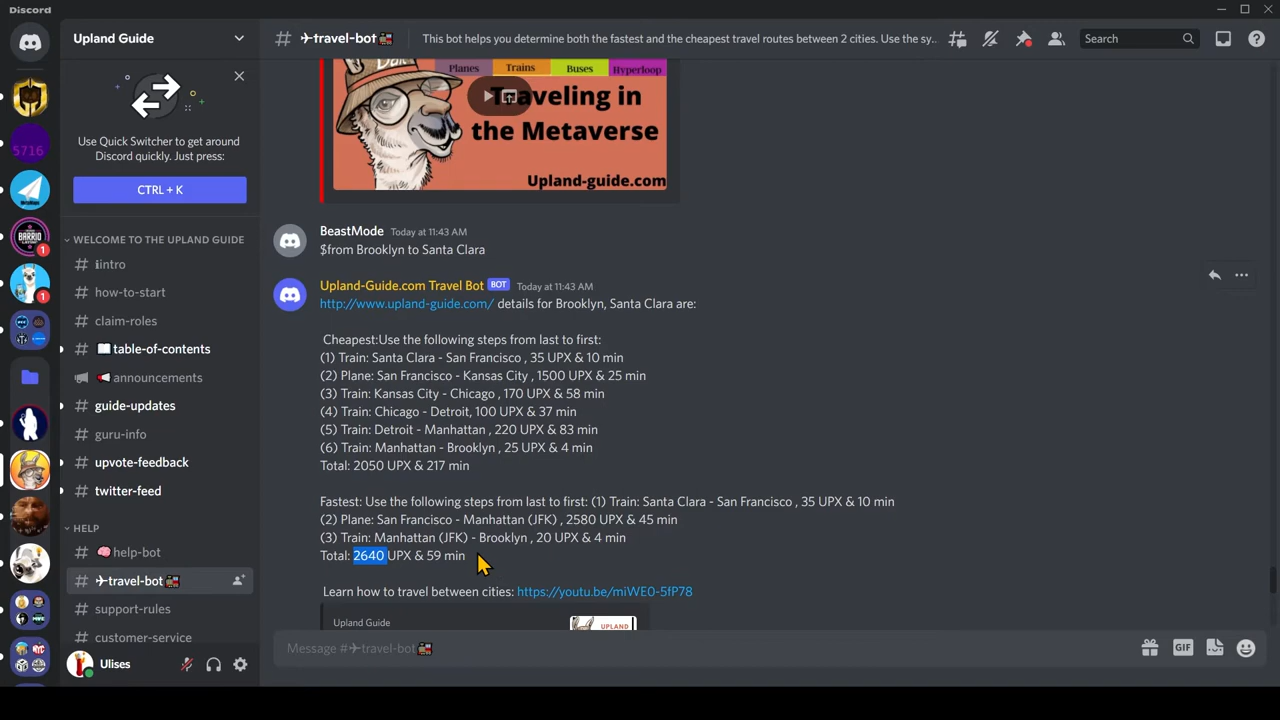 Discord
Upland Guide
Use Quick Switcher to get around
Discord quickly. Just press:
CTRL + K
WELCOME TO THE UPLAND GUIDE
intro
how-to-start
claim-roles
table-of-contents
announcements
guide-updates
guru-info
upvote-feedback
twitter-feed
HELP
help-bot
travel-bot
support-rules
customer-service
Ulises
5716
BARRIO
1
1
travel-bot
This bot helps you determine both the fastest and the cheapest travel routes between 2 cities. Use the sy...
Search
Planes Trains Buses Hyperloop
Traveling in
the Metaverse
Upland-guide.com
BeastMode Today at 11:43 AM
$from Brooklyn to Santa Clara
Upland-Guide.com Travel Bot BOT Today at 11:43 AM
http://www.upland-guide.com/ details for Brooklyn, Santa Clara are:
Cheapest:Use the following steps from last to first:
(1) Train: Santa Clara - San Francisco , 35 UPX & 10 min
(2) Plane: San Francisco - Kansas City , 1500 UPX & 25 min
(3) Train: Kansas City - Chicago , 170 UPX & 58 min
(4) Train: Chicago - Detroit, 100 UPX & 37 min
(5) Train: Detroit - Manhattan , 220 UPX & 83 min
(6) Train: Manhattan - Brooklyn , 25 UPX & 4 min
Total: 2050 UPX & 217 min
Fastest: Use the following steps from last to first: (1) Train: Santa Clara - San Francisco , 35 UPX & 10 min
(2) Plane: San Francisco - Manhattan (JFK) , 2580 UPX & 45 min
(3) Train: Manhattan (JFK) - Brooklyn , 20 UPX & 4 min
Total: 2640 UPX & 59 min
Learn how to travel between cities: https://youtu.be/miWE0-5fP78
Upland Guide
UPLAND
Message #✈travel-bot🚂
GIF